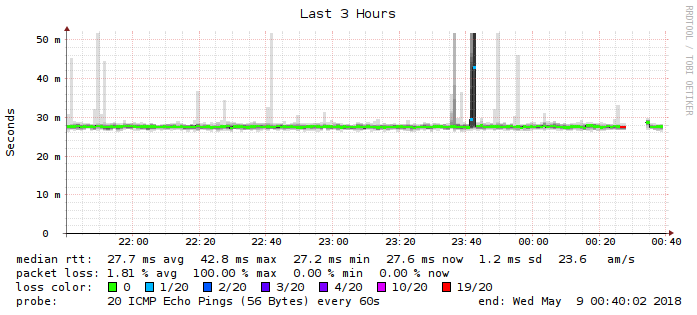 Last 3 Hours
RRDTOOL / TOBI OETIKER
Seconds
50 m
40 m
30 m
20 m
10 m
0
22:00 22:20 22:40 23:00 23:20 23:40 00:00 00:20 00:40
median rtt: 27.7 ms avg 42.8 ms max 27.2 ms min 27.6 ms now 1.2 ms sd 23.6 am/s
packet loss: 1.81 % avg 100.00 % max 0.00 % min 0.00 % now
loss color: 0 1/20 2/20 3/20 4/20 10/20 19/20
probe: 20 ICMP Echo Pings (56 Bytes) every 60s end: Wed May 9 00:40:02 2018